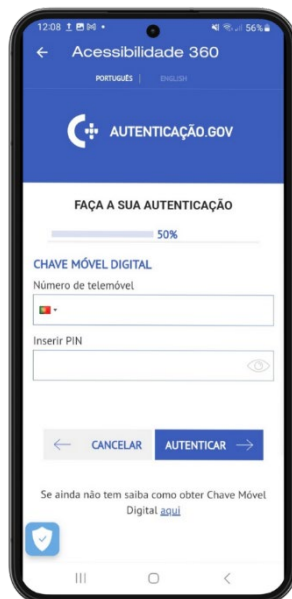 12:08
56%
Acessibilidade 360
PORTUGUÊS | ENGLISH
AUTENTICAÇÃO.GOV
FAÇA A SUA AUTENTICAÇÃO
50%
CHAVE MÓVEL DIGITAL
Número de telemóvel
Inserir PIN
CANCELAR
AUTENTICAR
Se ainda não tem saiba como obter Chave Móvel
Digital aqui